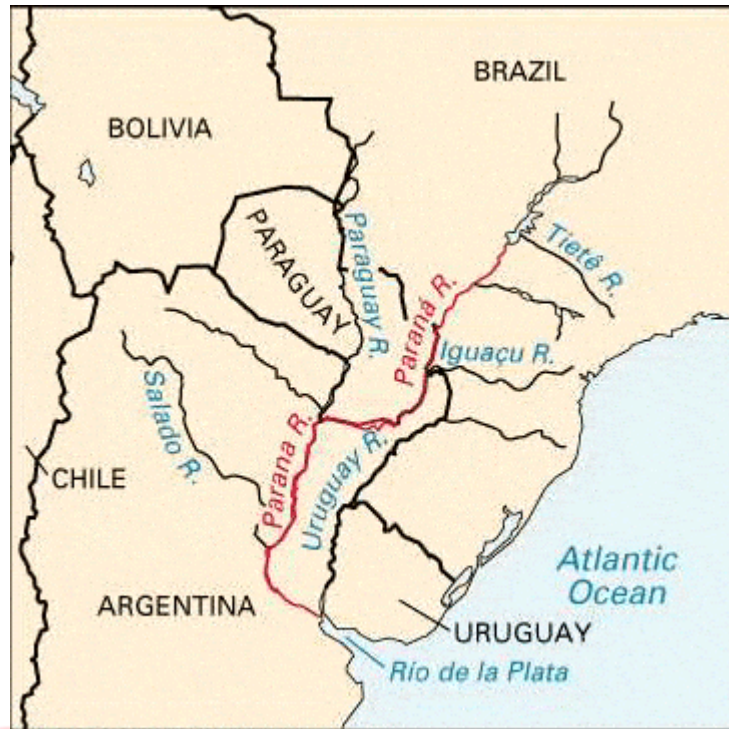 BRAZIL
BOLIVIA
PARAGUAY
Paraguay R.
Tietê R.
Paraná R.
Iguaçu R.
Salado R.
Parana R.
Uruguay R.
CHILE
Atlantic
Ocean
ARGENTINA
URUGUAY
Río de la Plata